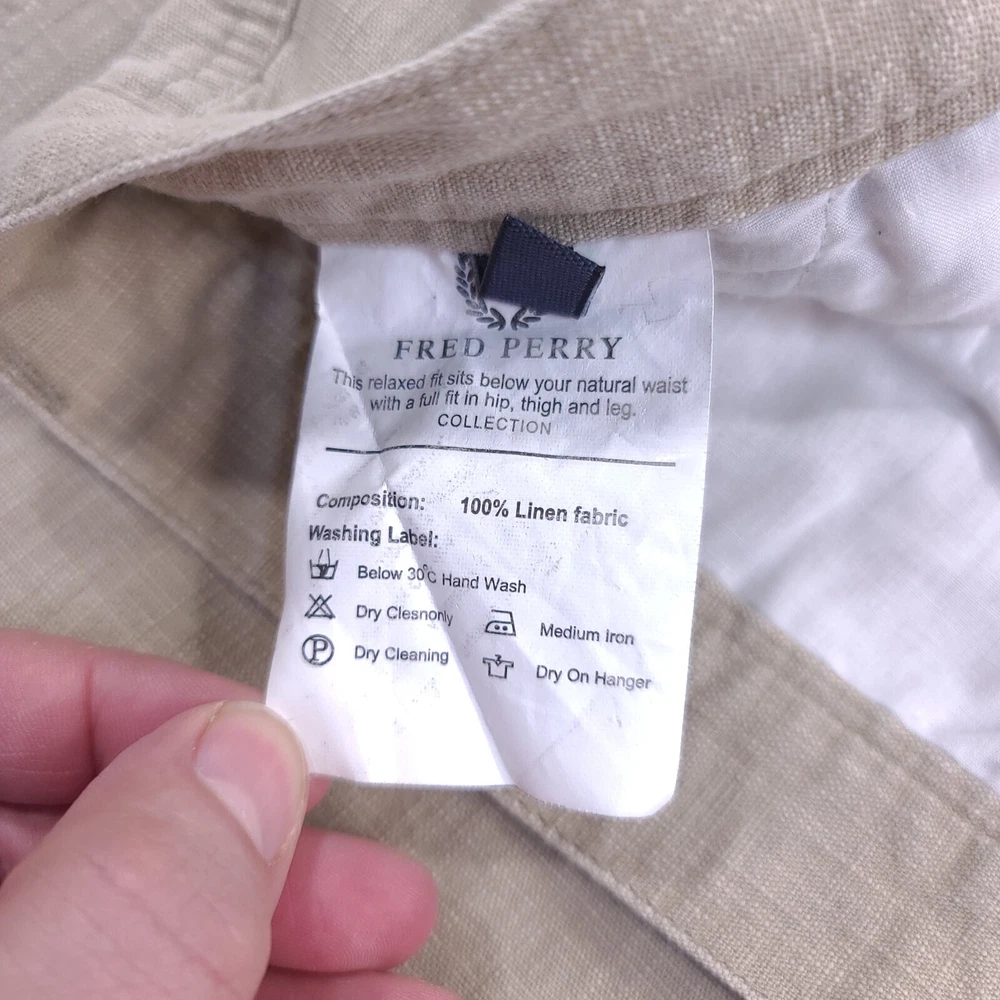 FRED PERRY
This relaxed fit sits below your natural waist
with a full fit in hip, thigh and leg.
COLLECTION
Composition: 100% Linen fabric
Washing Label:
Below 30°C Hand Wash
Dry Clesnonly
Medium Iron
P
Dry Cleaning
Dry On Hanger